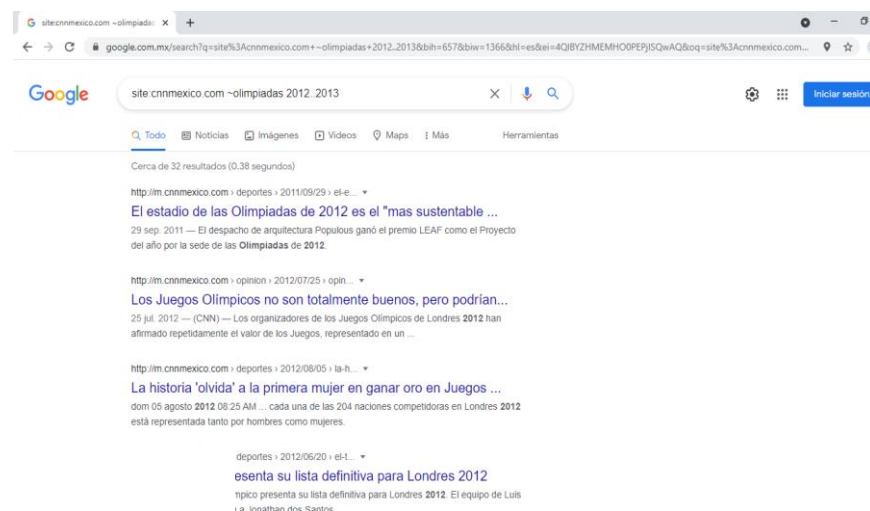 site:cnnmexico.com ~olimpiadas
google.com.mx/search?q=site%3Acnnmexico.com+~olimpiadas+2012..2013&bih=657&biw=1366&hl=es&ei=4QIBYZHMEMHO0PEPjISQwAQ&oq=site%3Acnnmexico.com...
Google
site:cnnmexico.com ~olimpiadas 2012..2013
Iniciar sesión
Todo Noticias Imágenes Videos Maps Más Herramientas
Cerca de 32 resultados (0.38 segundos)
http://m.cnnmexico.com › deportes › 2011/09/29 › el-e...
El estadio de las Olimpiadas de 2012 es el "mas sustentable ...
29 sep. 2011 — El despacho de arquitectura Populous ganó el premio LEAF como el Proyecto
del año por la sede de las Olimpiadas de 2012.
http://m.cnnmexico.com › opinion › 2012/07/25 › opin...
Los Juegos Olímpicos no son totalmente buenos, pero podrían...
25 jul. 2012 — (CNN) — Los organizadores de los Juegos Olímpicos de Londres 2012 han
afirmado repetidamente el valor de los Juegos, representado en un ...
http://m.cnnmexico.com › deportes › 2012/08/05 › la-h...
La historia 'olvida' a la primera mujer en ganar oro en Juegos ...
dom 05 agosto 2012 08:25 AM ... cada una de las 204 naciones competidoras en Londres 2012
está representada tanto por hombres como mujeres.
deportes › 2012/06/20 › el-t...
esenta su lista definitiva para Londres 2012
mpico presenta su lista definitiva para Londres 2012. El equipo de Luis
a Jonathan dos Santos